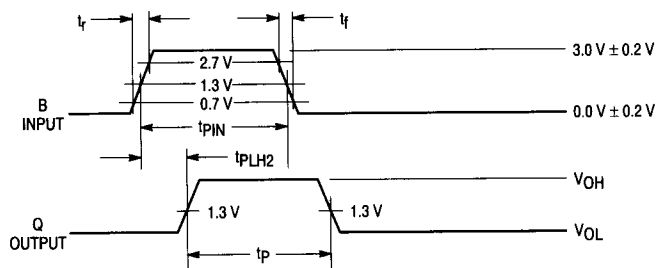 tr
tf
3.0 V ± 0.2 V
2.7 V
1.3 V
0.7 V
B
INPUT
0.0 V ± 0.2 V
tPIN
tPLH2
VOH
1.3 V
1.3 V
Q
OUTPUT
VOL
tP